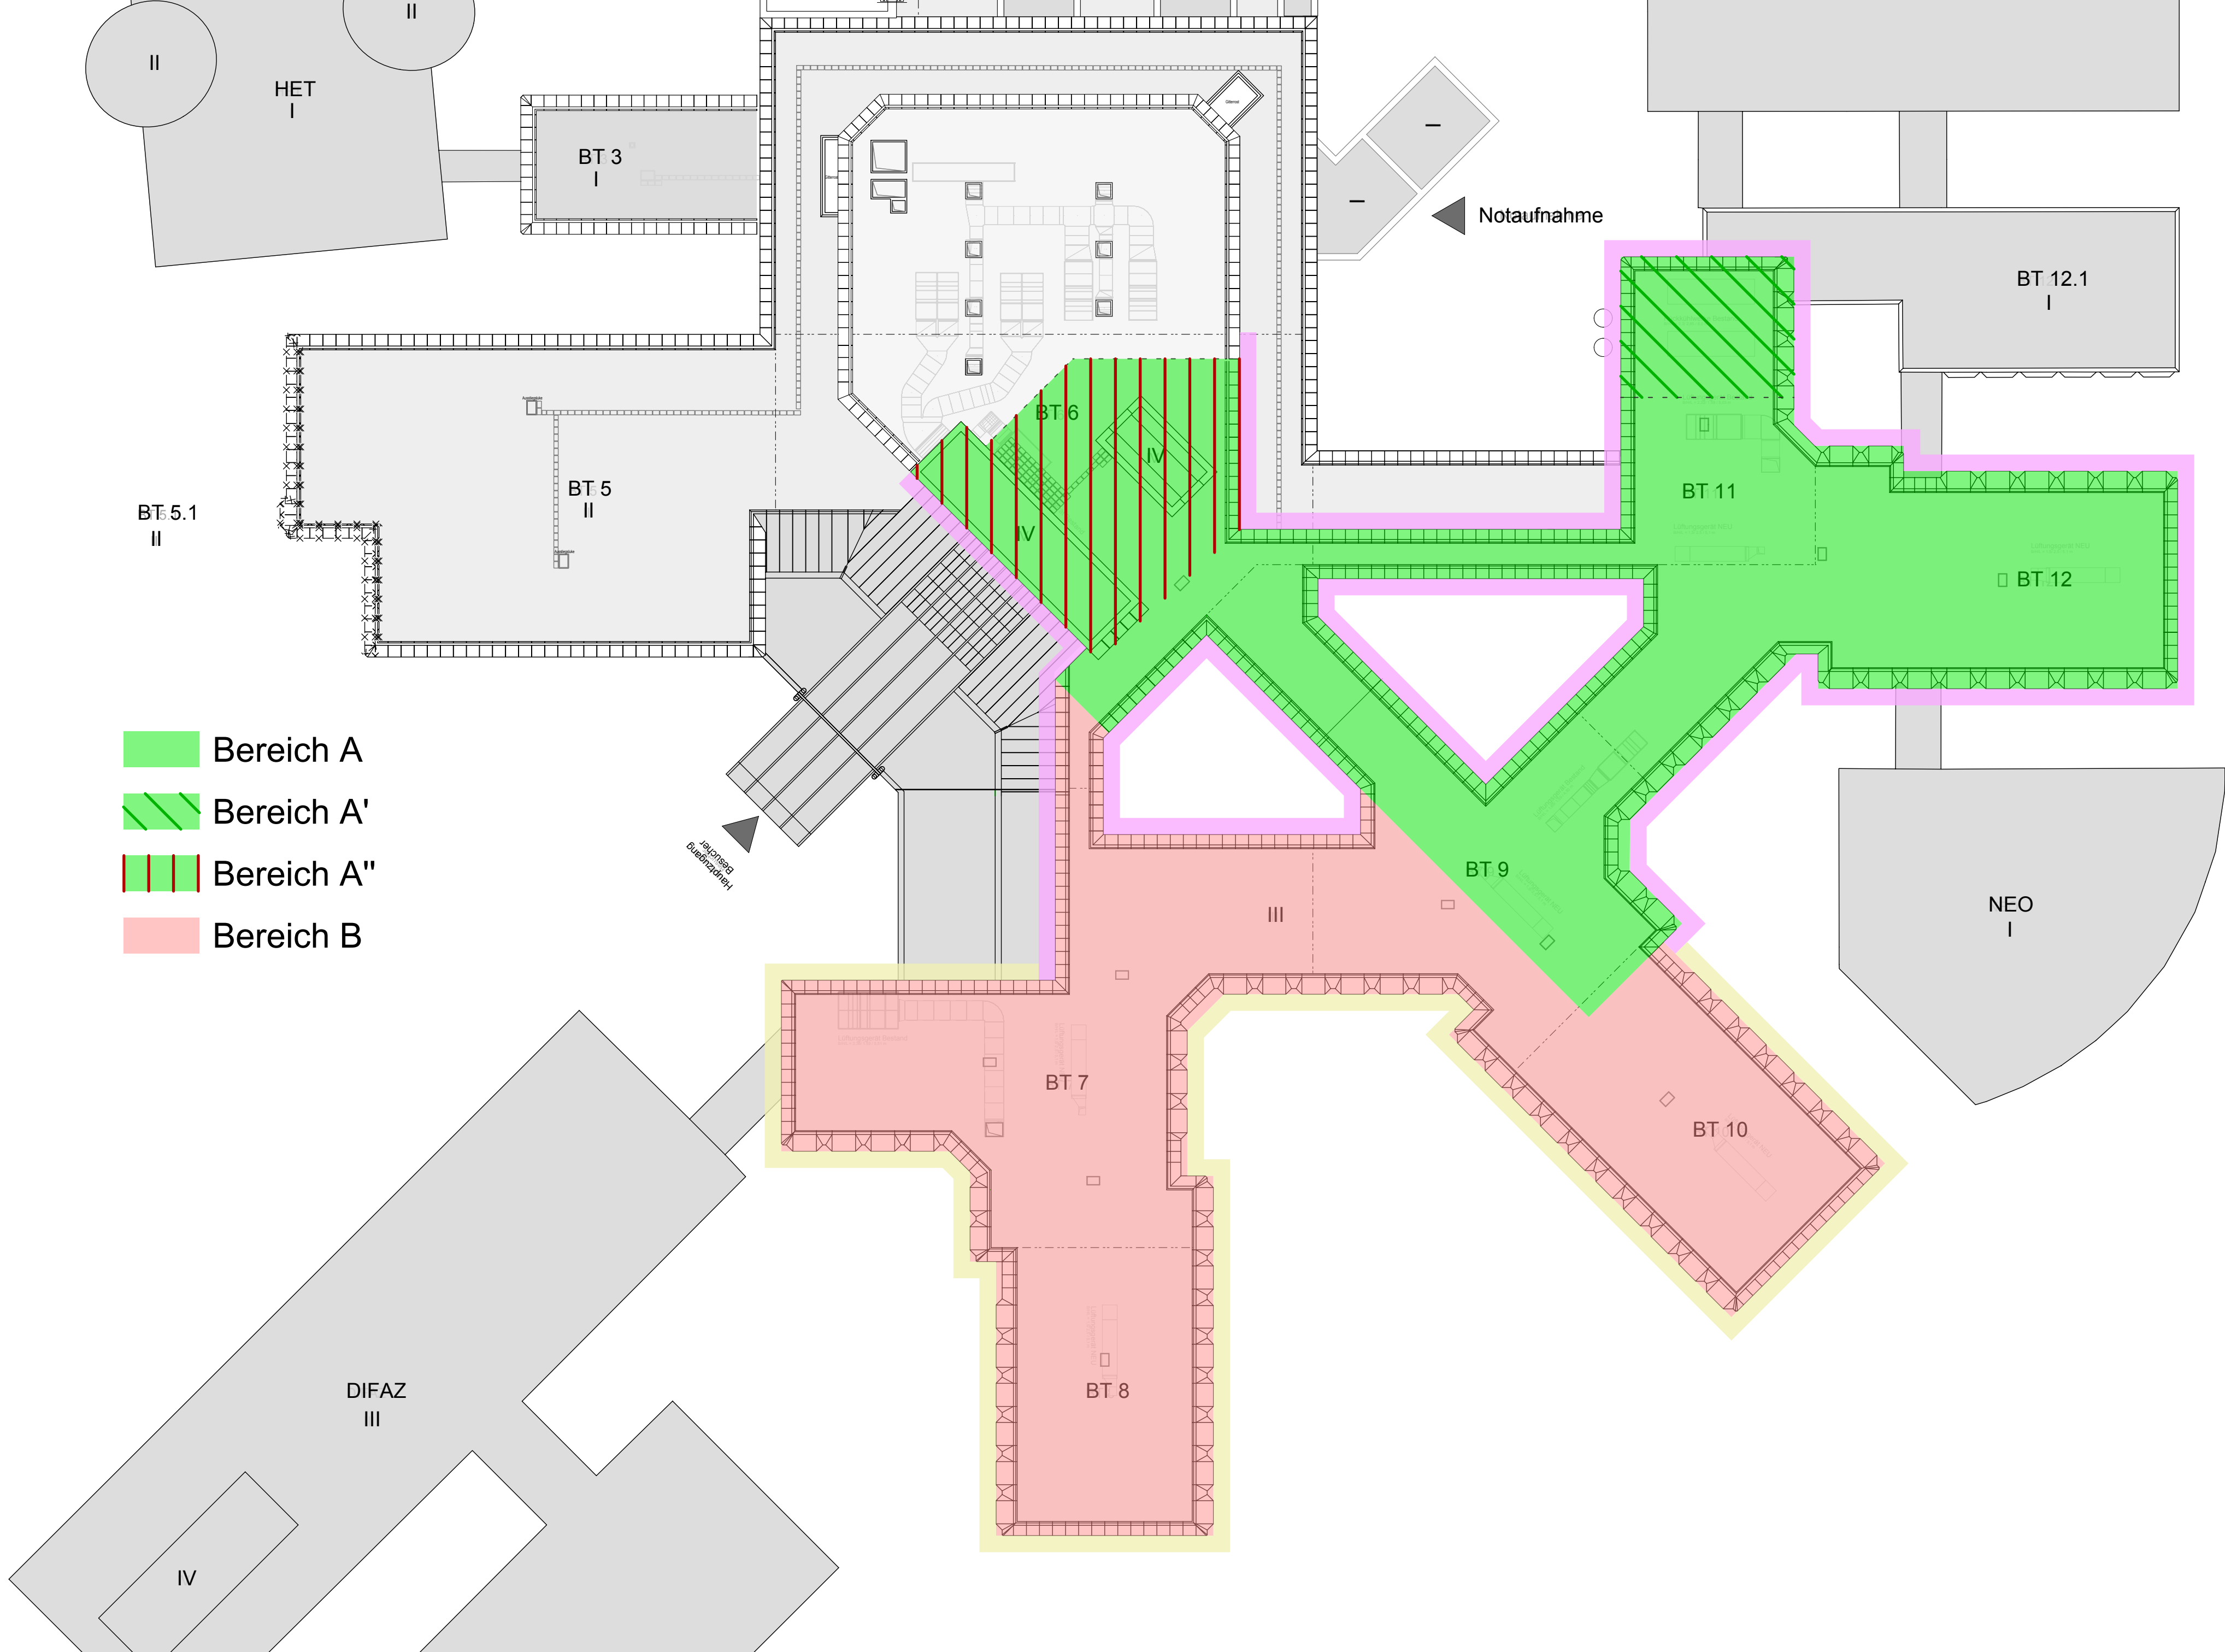 II
II
HET
I
BT 3
I
I
I
Notaufnahme
BT 12.1
I
BT 6
IV
IV
BT 5
II
BT 5.1
II
BT 11
BT 12
Bereich A
Bereich A'
Bereich A"
Bereich B
Hauptzugang
Besucher
BT 9
III
NEO
I
BT 7
BT 10
DIFAZ
III
BT 8
IV